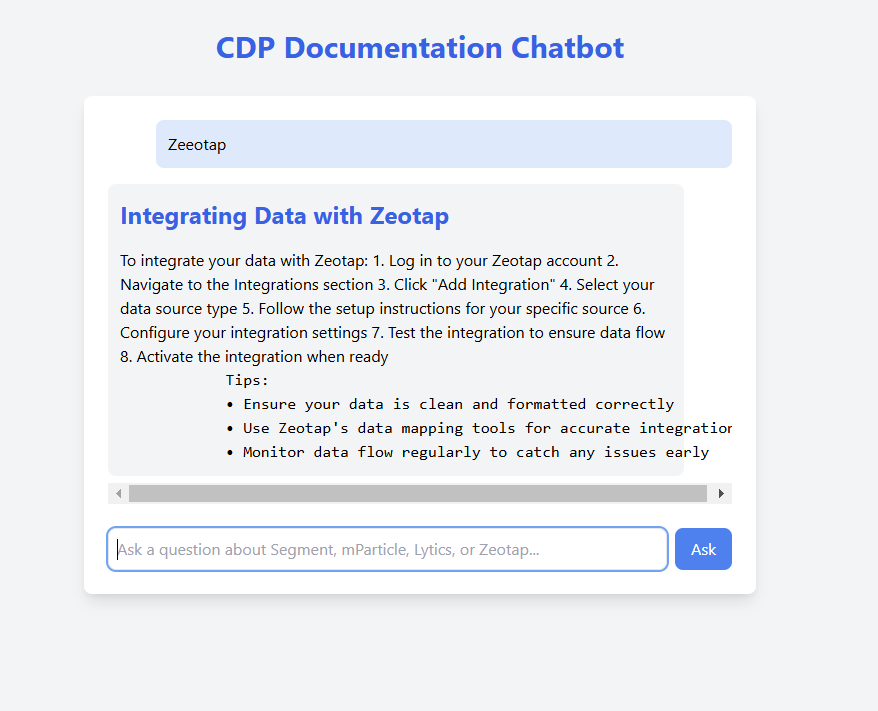 CDP Documentation Chatbot
Zeeotap
Integrating Data with Zeotap
To integrate your data with Zeotap: 1. Log in to your Zeotap account 2.
Navigate to the Integrations section 3. Click "Add Integration" 4. Select your
data source type 5. Follow the setup instructions for your specific source 6.
Configure your integration settings 7. Test the integration to ensure data flow
8. Activate the integration when ready
Tips:
• Ensure your data is clean and formatted correctly
• Use Zeotap's data mapping tools for accurate integration
• Monitor data flow regularly to catch any issues early
Ask a question about Segment, mParticle, Lytics, or Zeotap...
Ask